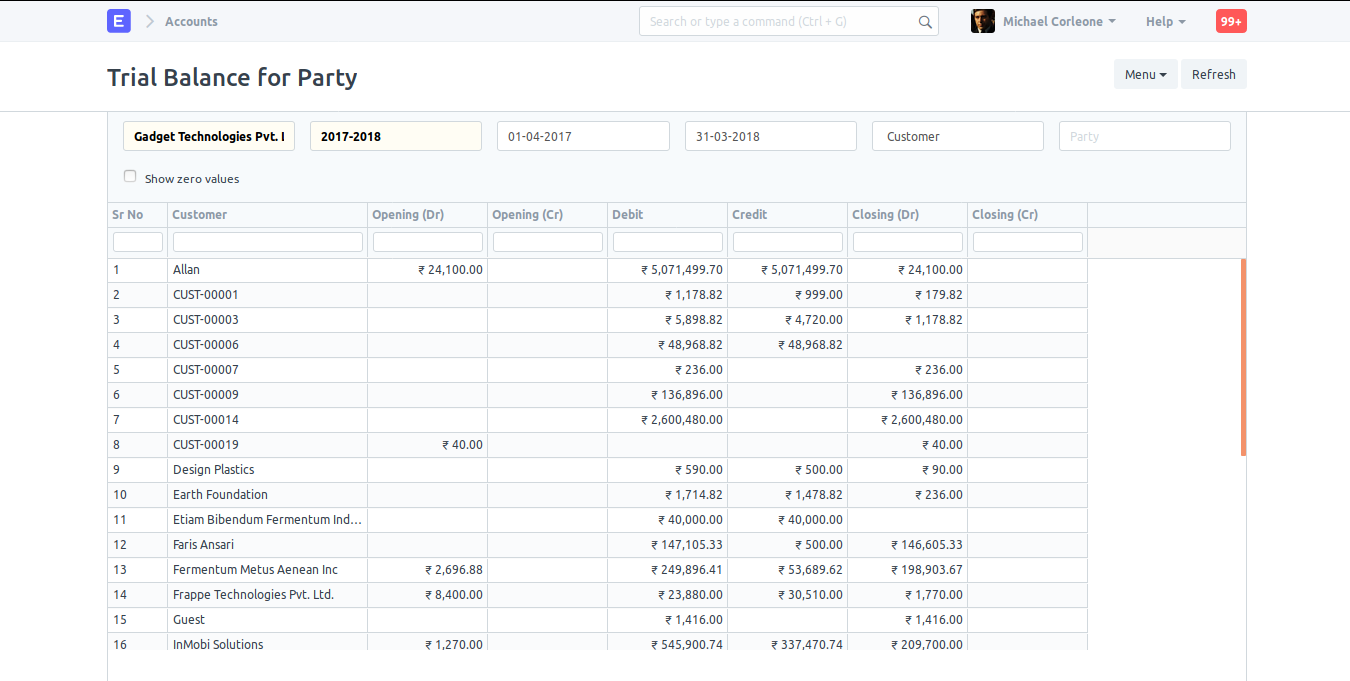 E Accounts Search or type a command (Ctrl + G) Michael Corleone Help 99+
Trial Balance for Party Menu Refresh
Gadget Technologies Pvt. 2017-2018 01-04-2017 31-03-2018 Customer Party
Show zero values
Sr No Customer Opening (Dr) Opening (Cr) Debit Credit Closing (Dr) Closing (Cr)
1 Allan ₹ 24,100.00 ₹ 5,071,499.70 ₹ 5,071,499.70 ₹ 24,100.00
2 CUST-00001 ₹ 1,178.82 ₹ 999.00 ₹ 179.82
3 CUST-00003 ₹ 5,898.82 ₹ 4,720.00 ₹ 1,178.82
4 CUST-00006 ₹ 48,968.82 ₹ 48,968.82
5 CUST-00007 ₹ 236.00 ₹ 236.00
6 CUST-00009 ₹ 136,896.00 ₹ 136,896.00
7 CUST-00014 ₹ 2,600,480.00 ₹ 2,600,480.00
8 CUST-00019 ₹ 40.00 ₹ 40.00
9 Design Plastics ₹ 590.00 ₹ 500.00 ₹ 90.00
10 Earth Foundation ₹ 1,714.82 ₹ 1,478.82 ₹ 236.00
11 Etiam Bibendum Fermentum Ind... ₹ 40,000.00 ₹ 40,000.00
12 Faris Ansari ₹ 147,105.33 ₹ 500.00 ₹ 146,605.33
13 Fermentum Metus Aenean Inc ₹ 2,696.88 ₹ 249,896.41 ₹ 53,689.62 ₹ 198,903.67
14 Frappe Technologies Pvt. Ltd. ₹ 8,400.00 ₹ 23,880.00 ₹ 30,510.00 ₹ 1,770.00
15 Guest ₹ 1,416.00 ₹ 1,416.00
16 InMobi Solutions ₹ 1,270.00 ₹ 545,900.74 ₹ 337,470.74 ₹ 209,700.00